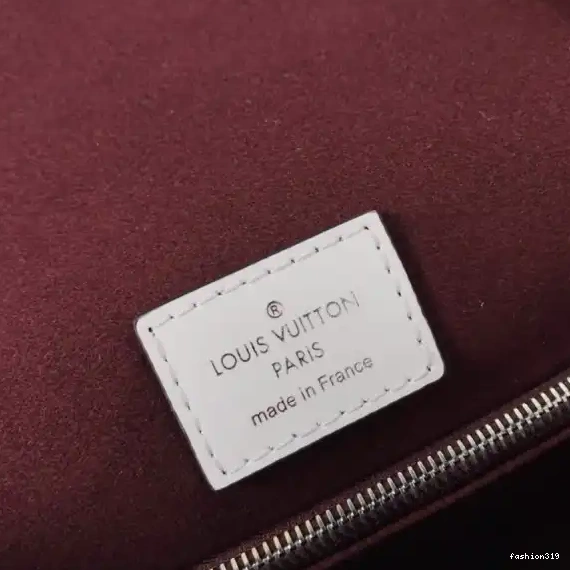 ®
LOUIS VUITTON
PARIS
made in France
fashion319